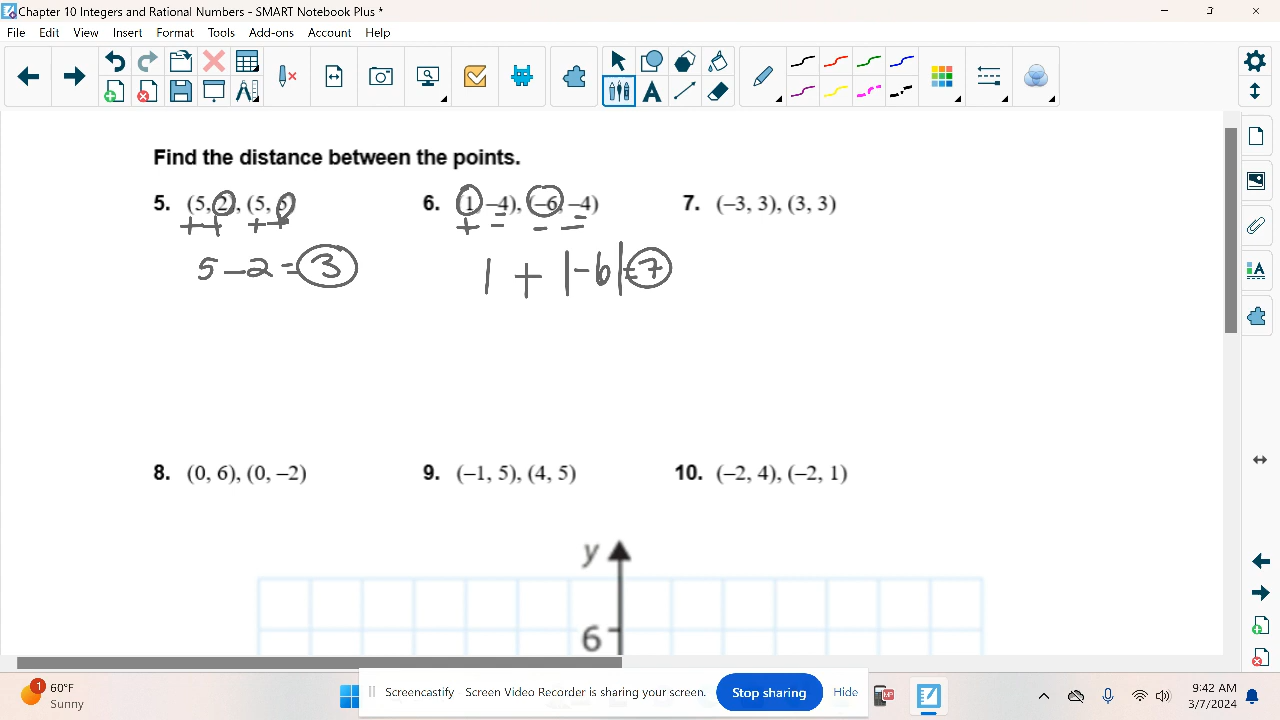 Chapter 10 Integers and Rational Numbers - SMART Notebook Plus *
File Edit View Insert Format Tools Add-ons Account Help
Find the distance between the points.
5. (5, 2), (5, 5)
6. (1, –4), (–6, –4)
7. (–3, 3), (3, 3)
5 - 2 = 3
1 + |-6| = 7
8. (0, 6), (0, –2)
9. (–1, 5), (4, 5)
10. (–2, 4), (–2, 1)
y
6
1
60°F
Sunny
Screencastify Screen Video Recorder is sharing your screen.
Stop sharing
Hide
9:42 AM
3/7/2024